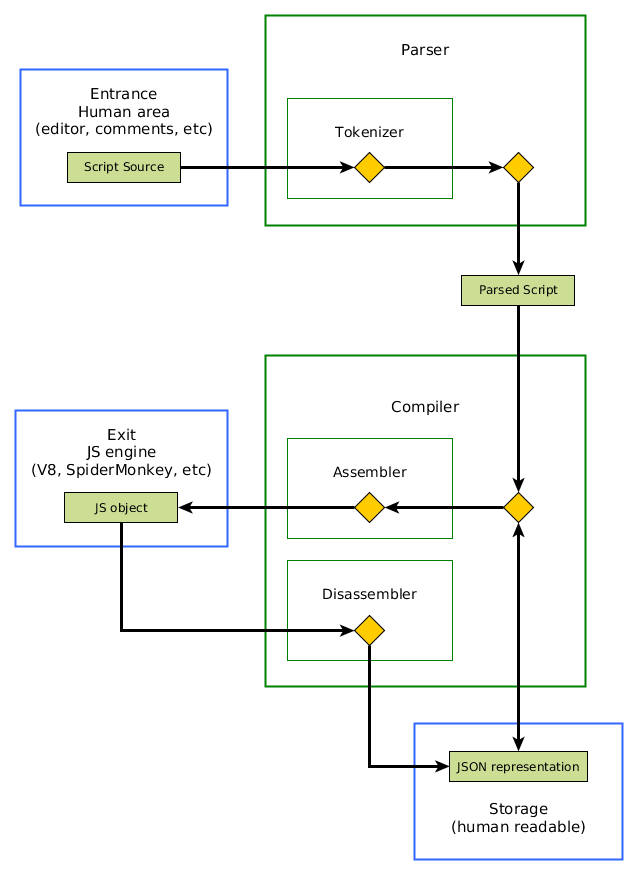 Parser
Entrance
Human area
(editor, comments, etc)
Tokenizer
Script Source
Parsed Script
Compiler
Exit
JS engine
(V8, SpiderMonkey, etc)
Assembler
JS object
Disassembler
JSON representation
Storage
(human readable)